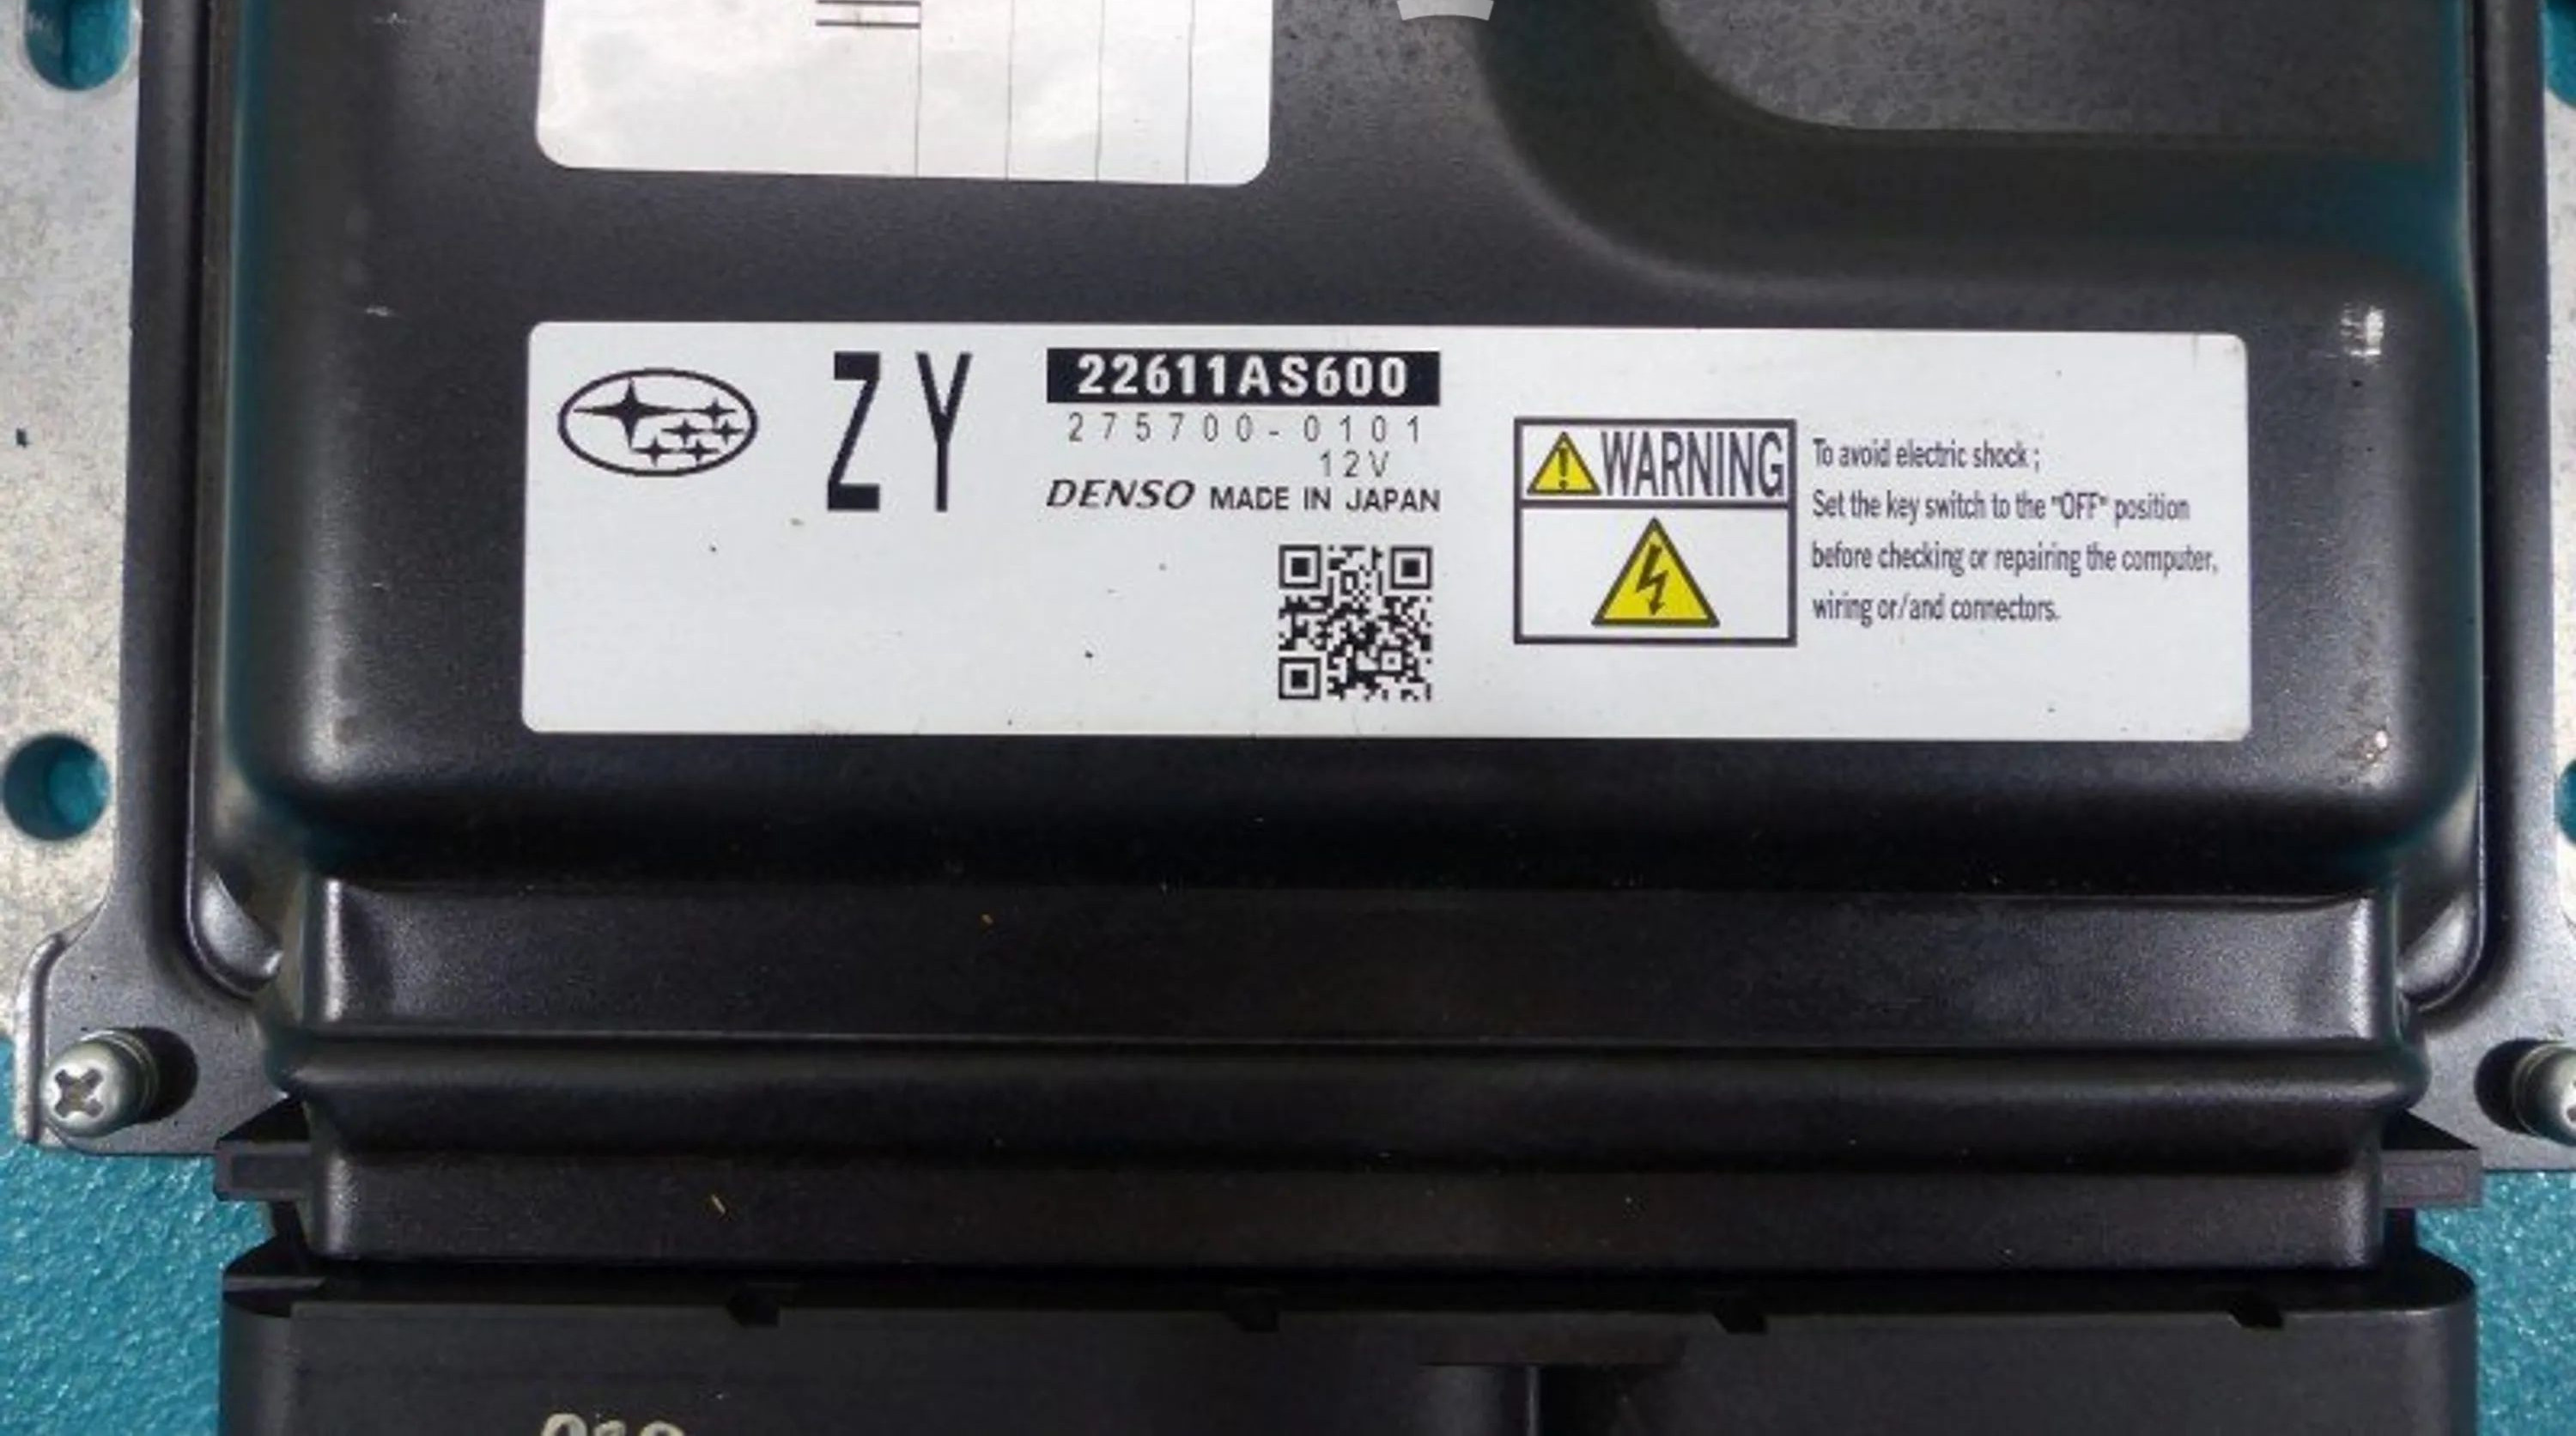 ZY
22611AS600
275700-0101
12V
DENSO MADE IN JAPAN
WARNING
To avoid electric shock ;
Set the key switch to the "OFF" position
before checking or repairing the computer,
wiring or/and connectors.